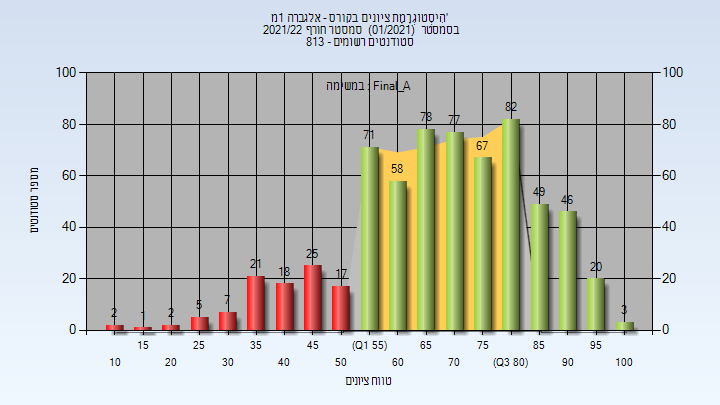 הִיסְטוגְרָמַת ציונים בקורס - אלגברה 1מ'
בסמסטר (01/2021) סמסטר חורף 2021/22
סטודנטים רשומים - 813
במשימה : Final_A
מספר סטודנטים
100 80 60 40 20 0
100 80 60 40 20 0
2 1 2 5 7 21 18 25 17 71 58 78 77 67 82 49 46 20 3
15 25 35 45 (Q1 55) 65 75 85 95
10 20 30 40 50 60 70 (Q3 80) 90 100
טווח ציונים